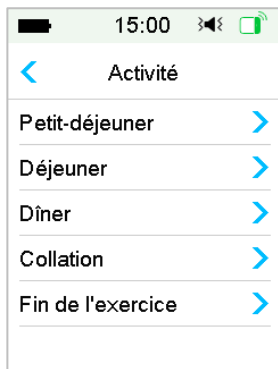 15:00
Activité
Petit-déjeuner
Déjeuner
Dîner
Collation
Fin de l'exercice